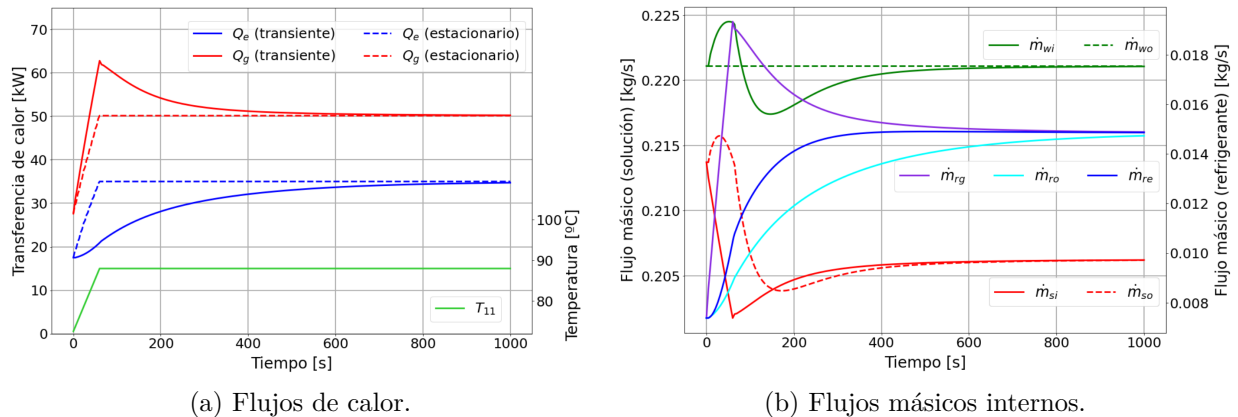 Transferencia de calor [kW]
70
60
50
40
30
20
10
0
Q_e (transiente)
Q_e (estacionario)
Q_g (transiente)
Q_g (estacionario)
T_11
100
90
80
Temperatura [ºC]
0 200 400 600 800 1000
Tiempo [s]
(a) Flujos de calor.
Flujo másico (solución) [kg/s]
0.225
0.220
0.215
0.210
0.205
ṁ_wi
ṁ_wo
ṁ_rg
ṁ_ro
ṁ_re
ṁ_si
ṁ_so
0.018
0.016
0.014
0.012
0.010
0.008
Flujo másico (refrigerante) [kg/s]
0 200 400 600 800 1000
Tiempo [s]
(b) Flujos másicos internos.